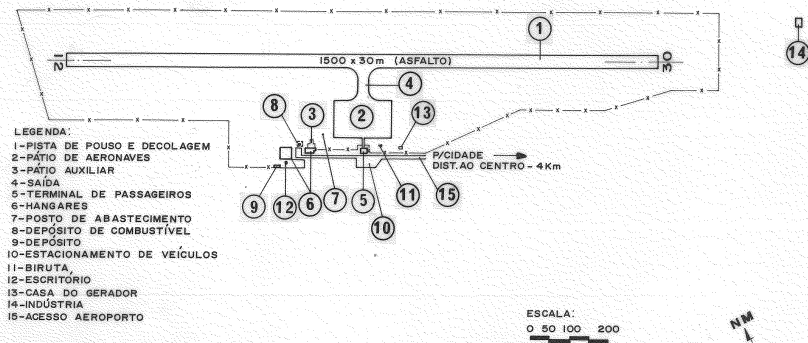 1
12
1500 x 30m (ASFALTO)
30
14
4
8
3
2
13
LEGENDA:
1-PISTA DE POUSO E DECOLAGEM
2-PÁTIO DE AERONAVES
3-PÁTIO AUXILIAR
4-SAÍDA
5-TERMINAL DE PASSAGEIROS
6-HANGARES
7-POSTO DE ABASTECIMENTO
8-DEPÓSITO DE COMBUSTÍVEL
9-DEPÓSITO
10-ESTACIONAMENTO DE VEÍCULOS
11-BIRUTA
12-ESCRITÓRIO
13-CASA DO GERADOR
14-INDÚSTRIA
15-ACESSO AEROPORTO
P/CIDADE
DIST. AO CENTRO-4Km
9
12
6
7
5
11
15
10
ESCALA:
0 50 100 200
NM